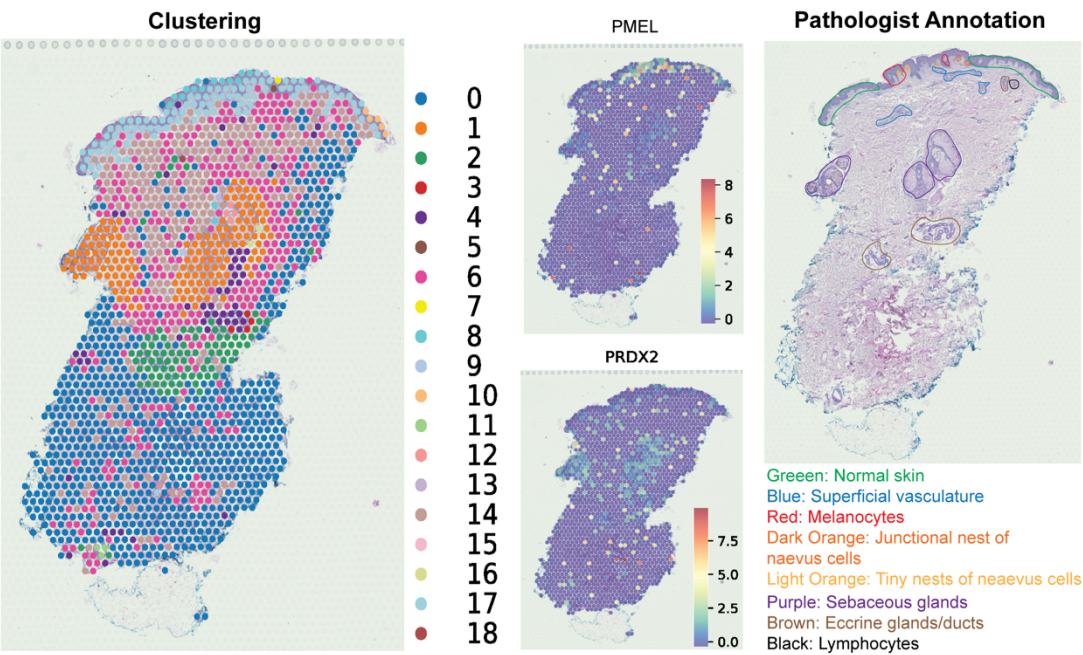 Clustering
0
1
2
3
4
5
6
7
8
9
10
11
12
13
14
15
16
17
18
PMEL
8
6
4
2
0
PRDX2
7.5
5.0
2.5
0.0
Pathologist Annotation
Greeen: Normal skin
Blue: Superficial vasculature
Red: Melanocytes
Dark Orange: Junctional nest of
naevus cells
Light Orange: Tiny nests of neaevus cells
Purple: Sebaceous glands
Brown: Eccrine glands/ducts
Black: Lymphocytes